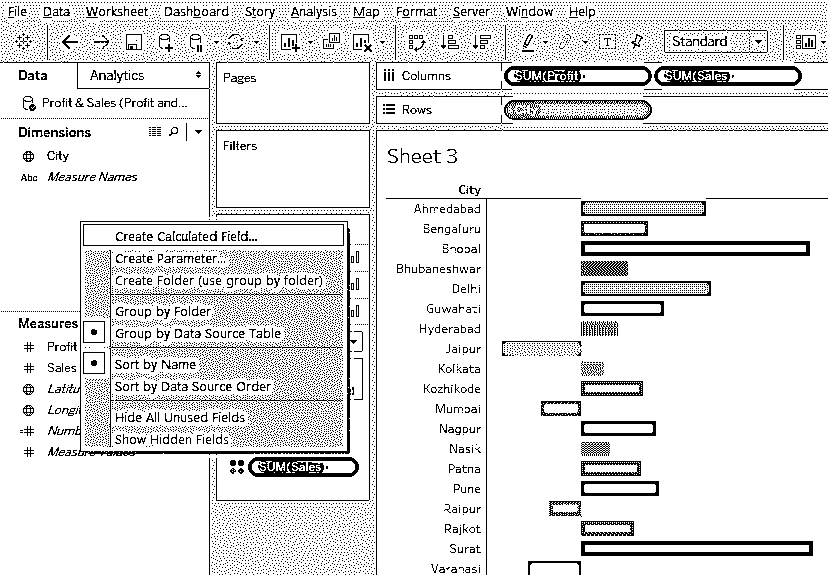 File Data Worksheet Dashboard Story Analysis Map Format Server Window Help
Standard
Data Analytics
Profit & Sales (Profit and...
Dimensions
City
Abc Measure Names
Create Calculated Field...
Create Parameter...
Create Folder (use group by folder)
Group by Folder
Group by Data Source Table
Sort by Name
Sort by Data Source Order
Hide All Unused Fields
Show Hidden Fields
Measures
Profit
Sales
Latitu
Longi
Numb
Measure Values
Pages
Filters
SUM(Sales
Columns SUM(Profit) SUM(Sales
Rows City
Sheet 3
City
Ahmedabad
Bengaluru
Bhopal
Bhubaneshwar
Delhi
Guwahati
Hyderabad
Jaipur
Kolkata
Kozhikode
Mumbai
Nagpur
Nasik
Patna
Pune
Raipur
Rajkot
Surat
Varanasi